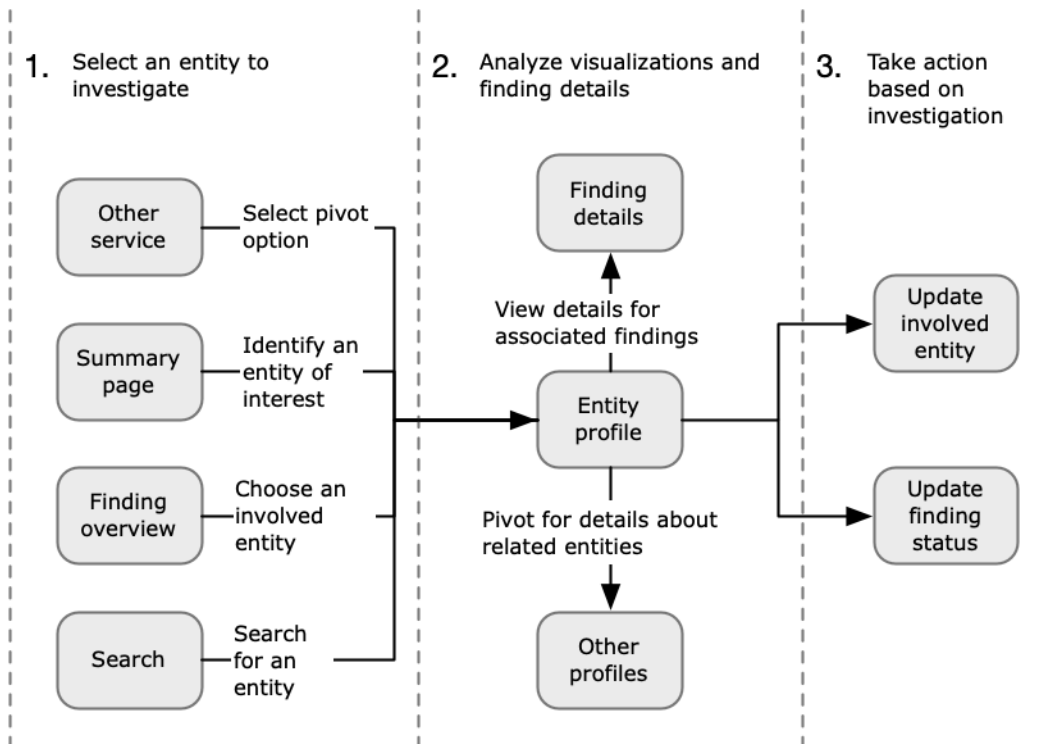 1. Select an entity to
investigate
2. Analyze visualizations and
finding details
3. Take action
based on
investigation
Other
service
Select pivot
option
Summary
page
Identify an
entity of
interest
Finding
overview
Choose an
involved
entity
Search
Search
for an
entity
Finding
details
View details for
associated findings
Entity
profile
Pivot for details about
related entities
Other
profiles
Update
involved
entity
Update
finding
status